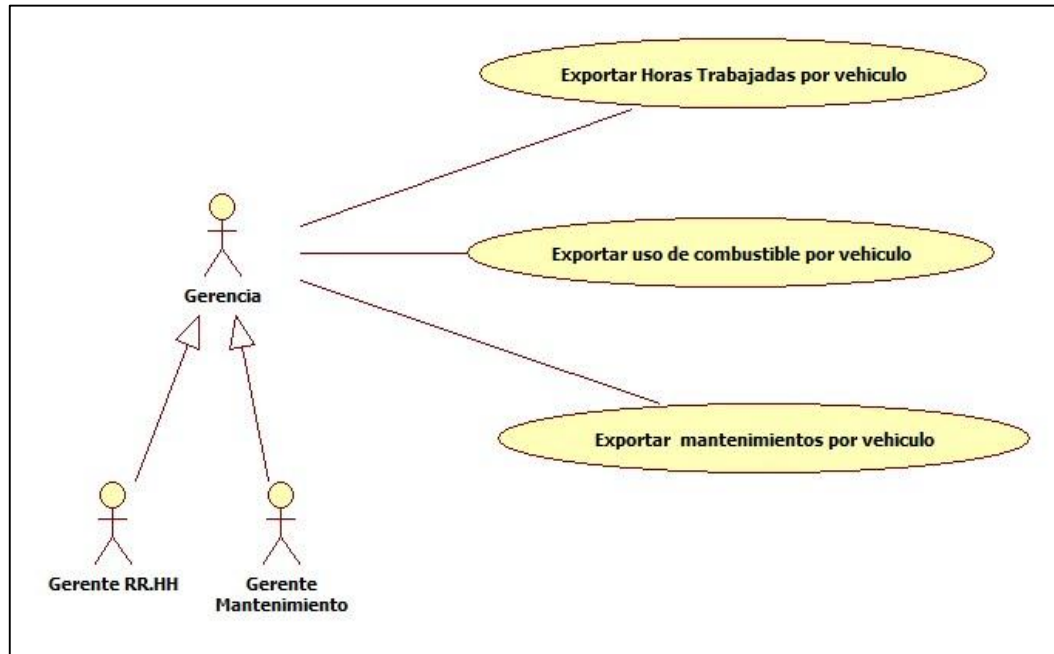 Exportar Horas Trabajadas por vehiculo
Exportar uso de combustible por vehiculo
Gerencia
Exportar  mantenimientos por vehiculo
Gerente RR.HH
Gerente
Mantenimiento